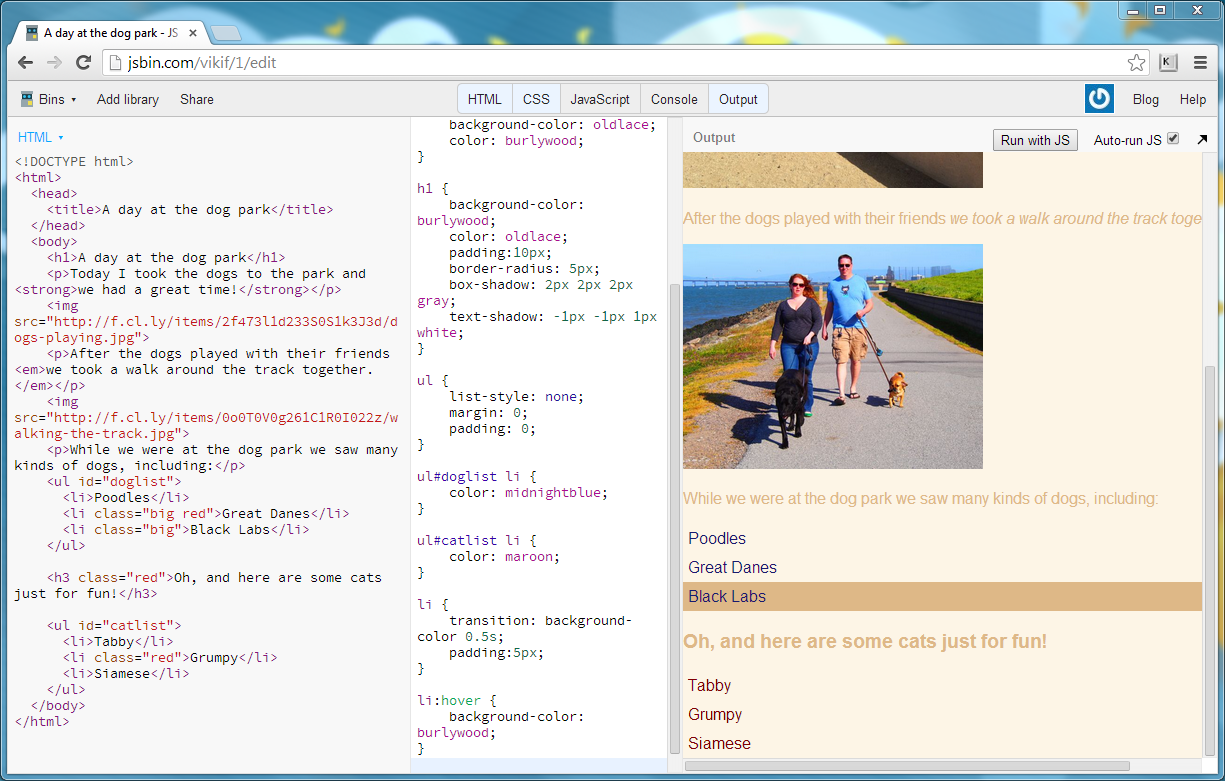 A day at the dog park - JS
jsbin.com/vikif/1/edit
K
Bins
Add library
Share
HTML
CSS
JavaScript
Console
Output
Blog
Help
HTML
<!DOCTYPE html>
<html>
  <head>
    <title>A day at the dog park</title>
  </head>
  <body>
    <h1>A day at the dog park</h1>
    <p>Today I took the dogs to the park and
<strong>we had a great time!</strong></p>
    <img
src="http://f.cl.ly/items/2f473l1d233S0S1k3J3d/d
ogs-playing.jpg">
    <p>After the dogs played with their friends
<em>we took a walk around the track together.
</em></p>
    <img
src="http://f.cl.ly/items/0o0T0V0g261C1R0I022z/w
alking-the-track.jpg">
    <p>While we were at the dog park we saw many
kinds of dogs, including:</p>
    <ul id="doglist">
      <li>Poodles</li>
      <li class="big red">Great Danes</li>
      <li class="big">Black Labs</li>
    </ul>
    <h3 class="red">Oh, and here are some cats
just for fun!</h3>
    <ul id="catlist">
      <li>Tabby</li>
      <li class="red">Grumpy</li>
      <li>Siamese</li>
    </ul>
  </body>
</html>
    background-color: oldlace;
    color: burlywood;
}
h1 {
    background-color:
burlywood;
    color: oldlace;
    padding:10px;
    border-radius: 5px;
    box-shadow: 2px 2px 2px
gray;
    text-shadow: -1px -1px 1px
white;
}
ul {
    list-style: none;
    margin: 0;
    padding: 0;
}
ul#doglist li {
    color: midnightblue;
}
ul#catlist li {
    color: maroon;
}
li {
    transition: background-
color 0.5s;
    padding:5px;
}
li:hover {
    background-color:
burlywood;
}
Output
Run with JS
Auto-run JS
After the dogs played with their friends we took a walk around the track toge
While we were at the dog park we saw many kinds of dogs, including:
Poodles
Great Danes
Black Labs
Oh, and here are some cats just for fun!
Tabby
Grumpy
Siamese